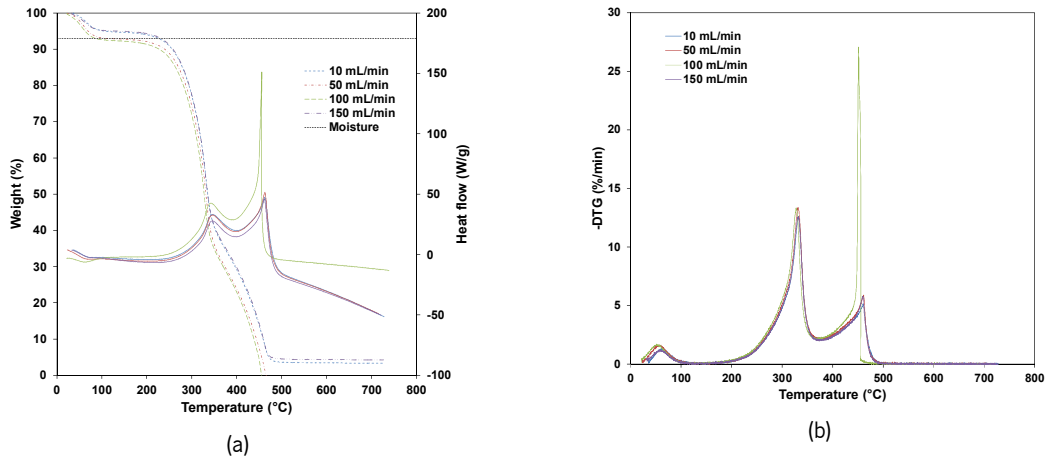 100
90
80
70
60
50
40
30
20
10
0
Weight (%)
200
150
100
50
0
-50
-100
Heat flow (W/g)
10 mL/min
50 mL/min
100 mL/min
150 mL/min
Moisture
0 100 200 300 400 500 600 700 800
Temperature (°C)
(a)
30
25
20
15
10
5
0
-DTG (%/min)
10 mL/min
50 mL/min
100 mL/min
150 mL/min
0 100 200 300 400 500 600 700 800
Temperature (°C)
(b)